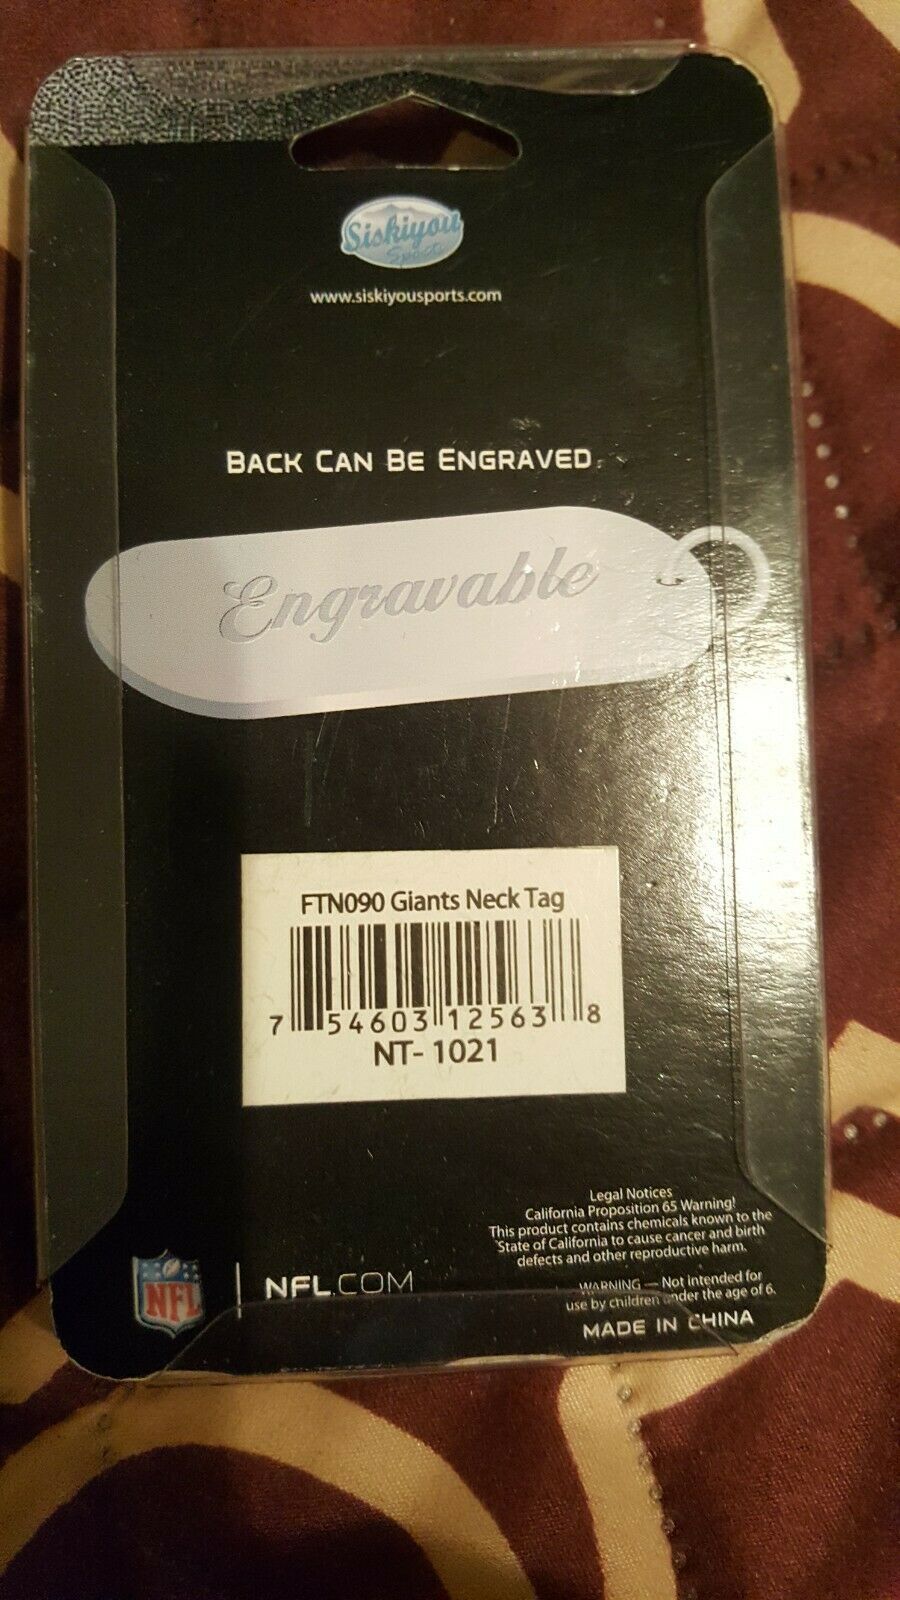 Siskiyou
Sports
www.siskiyousports.com
BACK CAN BE ENGRAVED
Engravable
FTN090 Giants Neck Tag
7 54603 12563 8
NT- 1021
Legal Notices
California Proposition 65 Warning!
This product contains chemicals known to the
State of California to cause cancer and birth
defects and other reproductive harm.
WARNING — Not intended for
use by children under the age of 6.
MADE IN CHINA
NFL
NFL.COM